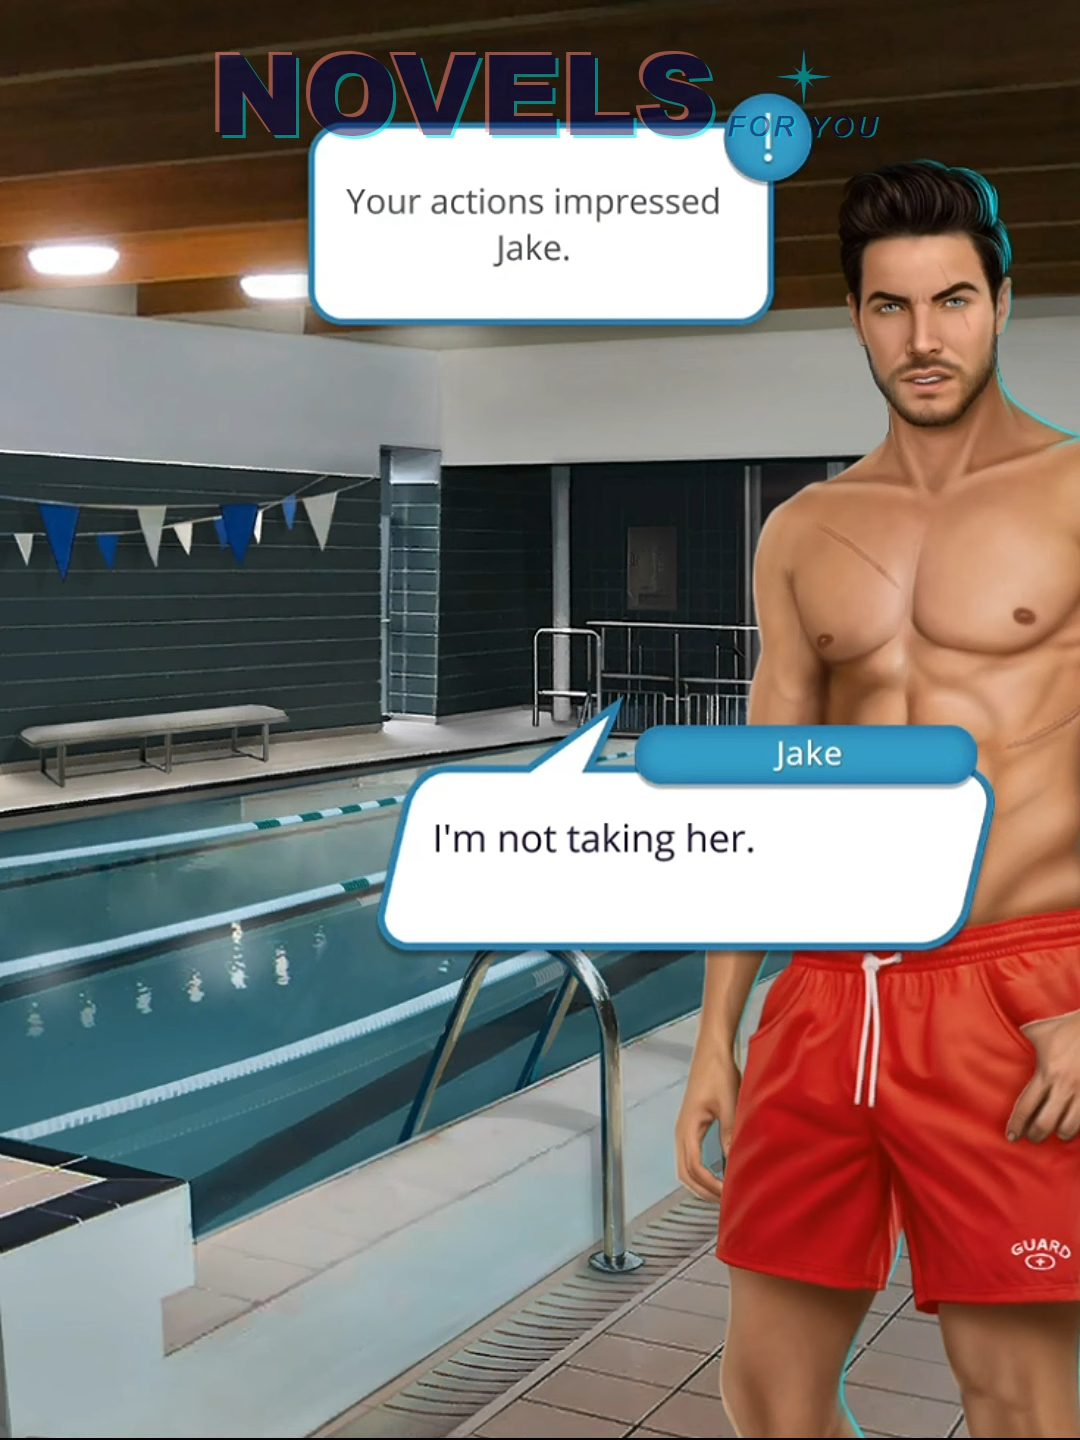 NOVELS
FOR YOU
!
Your actions impressed
Jake.
Jake
I'm not taking her.
GUARD